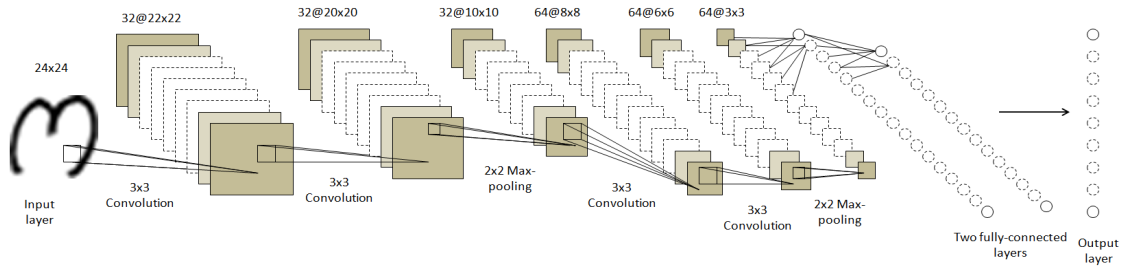 32@22x22
32@20x20
32@10x10
64@8x8
64@6x6
64@3x3
24x24
Input
layer
3x3
Convolution
3x3
Convolution
2x2 Max-
pooling
3x3
Convolution
3x3
Convolution
2x2 Max-
pooling
Two fully-connected
layers
Output
layer